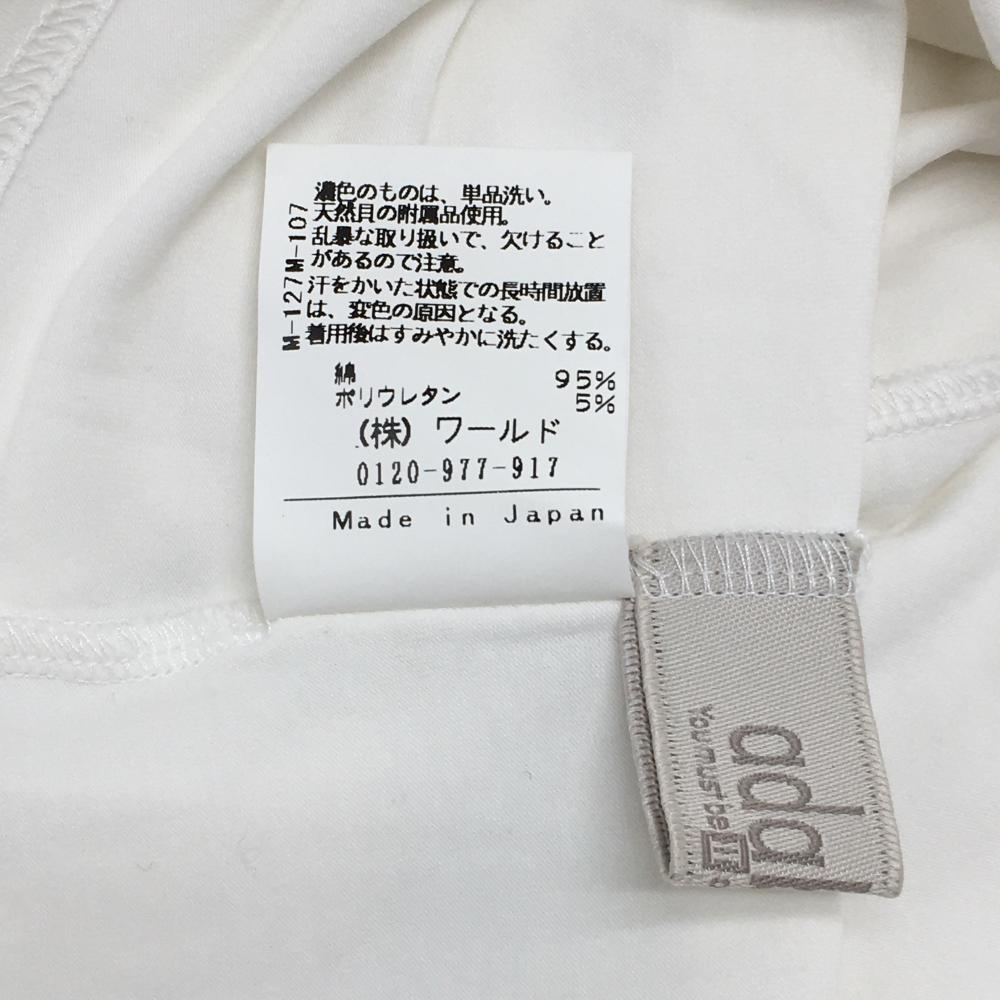 濃色のものは、単品洗い。
天然貝の附属品使用。
乱暴な取り扱いで、欠けること
があるので注意。
汗をかいた状態での長時間放置
は、変色の原因となる。
着用後はすみやかに洗たくする。
M-127 M-107
綿 95%
ポリウレタン 5%
(株) ワールド
0120-977-917
Made in Japan
ada
You must be